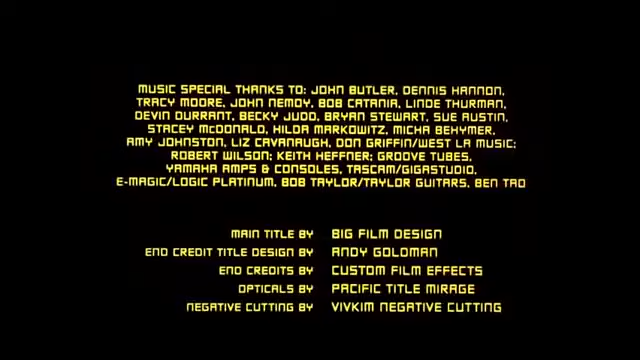 MUSIC SPECIAL THANKS TO: JOHN BUTLER, DENNIS HANNON,
TRACY MOORE, JOHN NEMOY, BOB CATANIA, LINDE THURMAN,
DEVIN DURRANT, BECKY JUDD, BRYAN STEWART, SUE AUSTIN,
STACEY McDONALD, HILDA MARKOWITZ, MICHA BEHYMER,
AMY JOHNSTON, LIZ CAVANAUGH, DON GRIFFIN/WEST LA MUSIC;
ROBERT WILSON; KEITH HEFFNER; GROOVE TUBES,
YAMAHA AMPS & CONSOLES, TASCAM/GIGASTUDIO,
E-MAGIC/LOGIC PLATINUM, BOB TAYLOR/TAYLOR GUITARS, BEN TAO
MAIN TITLE BY BIG FILM DESIGN
END CREDIT TITLE DESIGN BY ANDY GOLDMAN
END CREDITS BY CUSTOM FILM EFFECTS
OPTICALS BY PACIFIC TITLE MIRAGE
NEGATIVE CUTTING BY VIVKIM NEGATIVE CUTTING